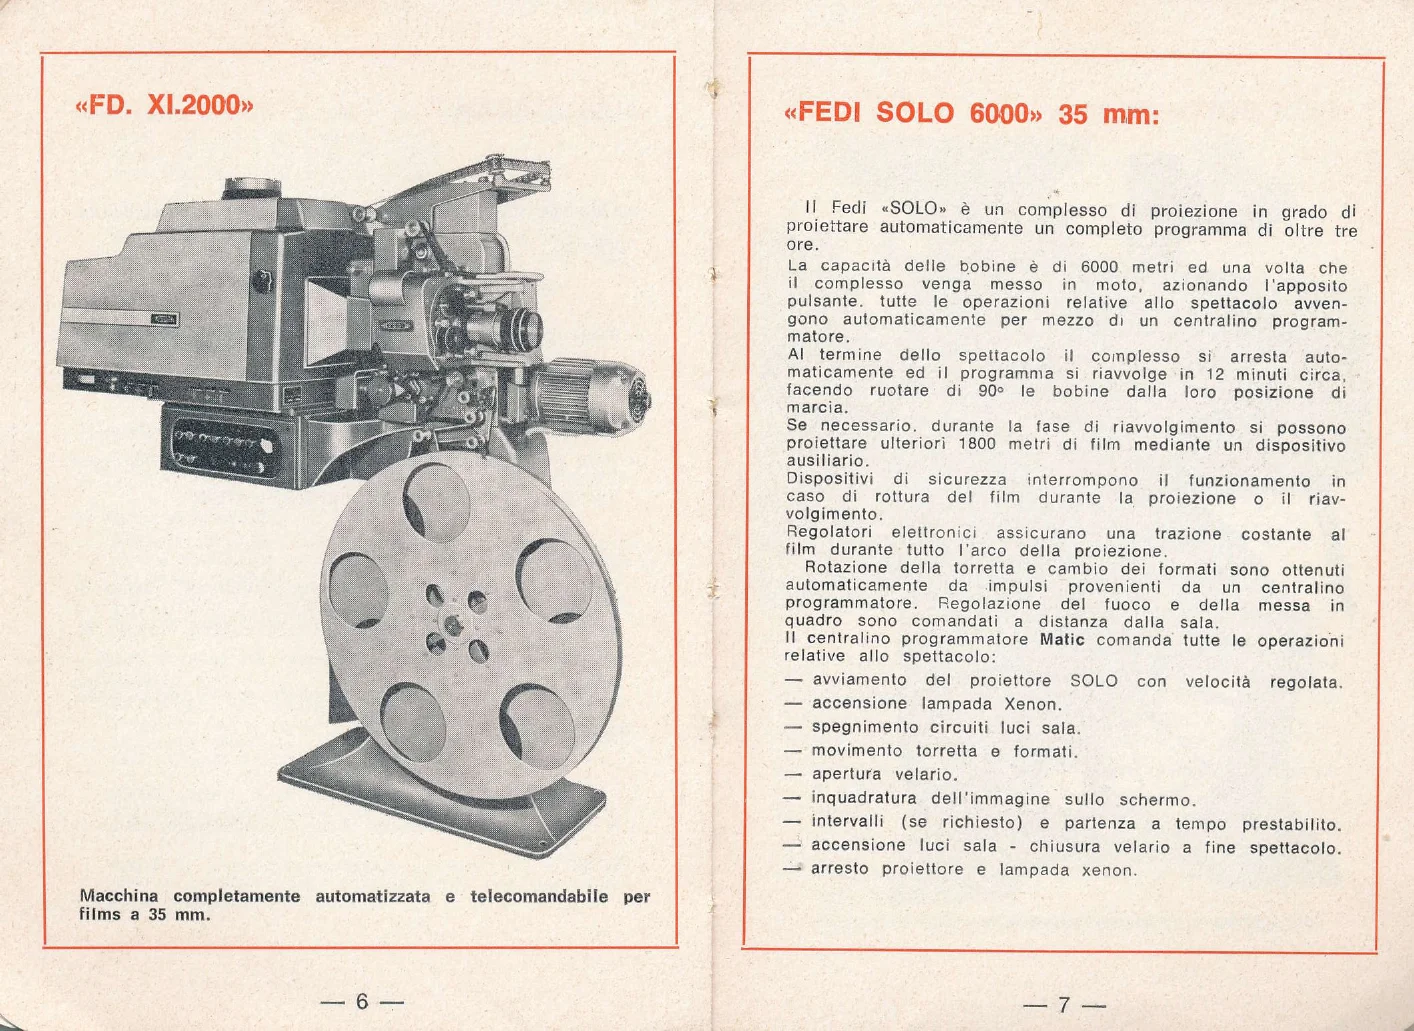 «FD. XI.2000»
Macchina completamente automatizzata e telecomandabile per
films a 35 mm.
— 6 —
«FEDI SOLO 6000» 35 mm:
Il Fedi «SOLO» è un complesso di proiezione in grado di
proiettare automaticamente un completo programma di oltre tre
ore.
La capacità delle bobine è di 6000 metri ed una volta che
il complesso venga messo in moto, azionando l'apposito
pulsante. tutte le operazioni relative allo spettacolo avven-
gono automaticamente per mezzo di un centralino program-
matore.
Al termine dello spettacolo il complesso si arresta auto-
maticamente ed il programma si riavvolge in 12 minuti circa,
facendo ruotare di 90° le bobine dalla loro posizione di
marcia.
Se necessario. durante la fase di riavvolgimento si possono
proiettare ulteriori 1800 metri di film mediante un dispositivo
ausiliario.
Dispositivi di sicurezza interrompono il funzionamento in
caso di rottura del film durante la proiezione o il riav-
volgimento.
Regolatori elettronici assicurano una trazione costante al
film durante tutto l'arco della proiezione.
Rotazione della torretta e cambio dei formati sono ottenuti
automaticamente da impulsi provenienti da un centralino
programmatore. Regolazione del fuoco e della messa in
quadro sono comandati a distanza dalla sala.
Il centralino programmatore Matic comanda tutte le operazioni
relative allo spettacolo:
— avviamento del proiettore SOLO con velocità regolata.
— accensione lampada Xenon.
— spegnimento circuiti luci sala.
— movimento torretta e formati.
— apertura velario.
— inquadratura dell'immagine sullo schermo.
— intervalli (se richiesto) e partenza a tempo prestabilito.
— accensione luci sala - chiusura velario a fine spettacolo.
— arresto proiettore e lampada xenon.
— 7 —